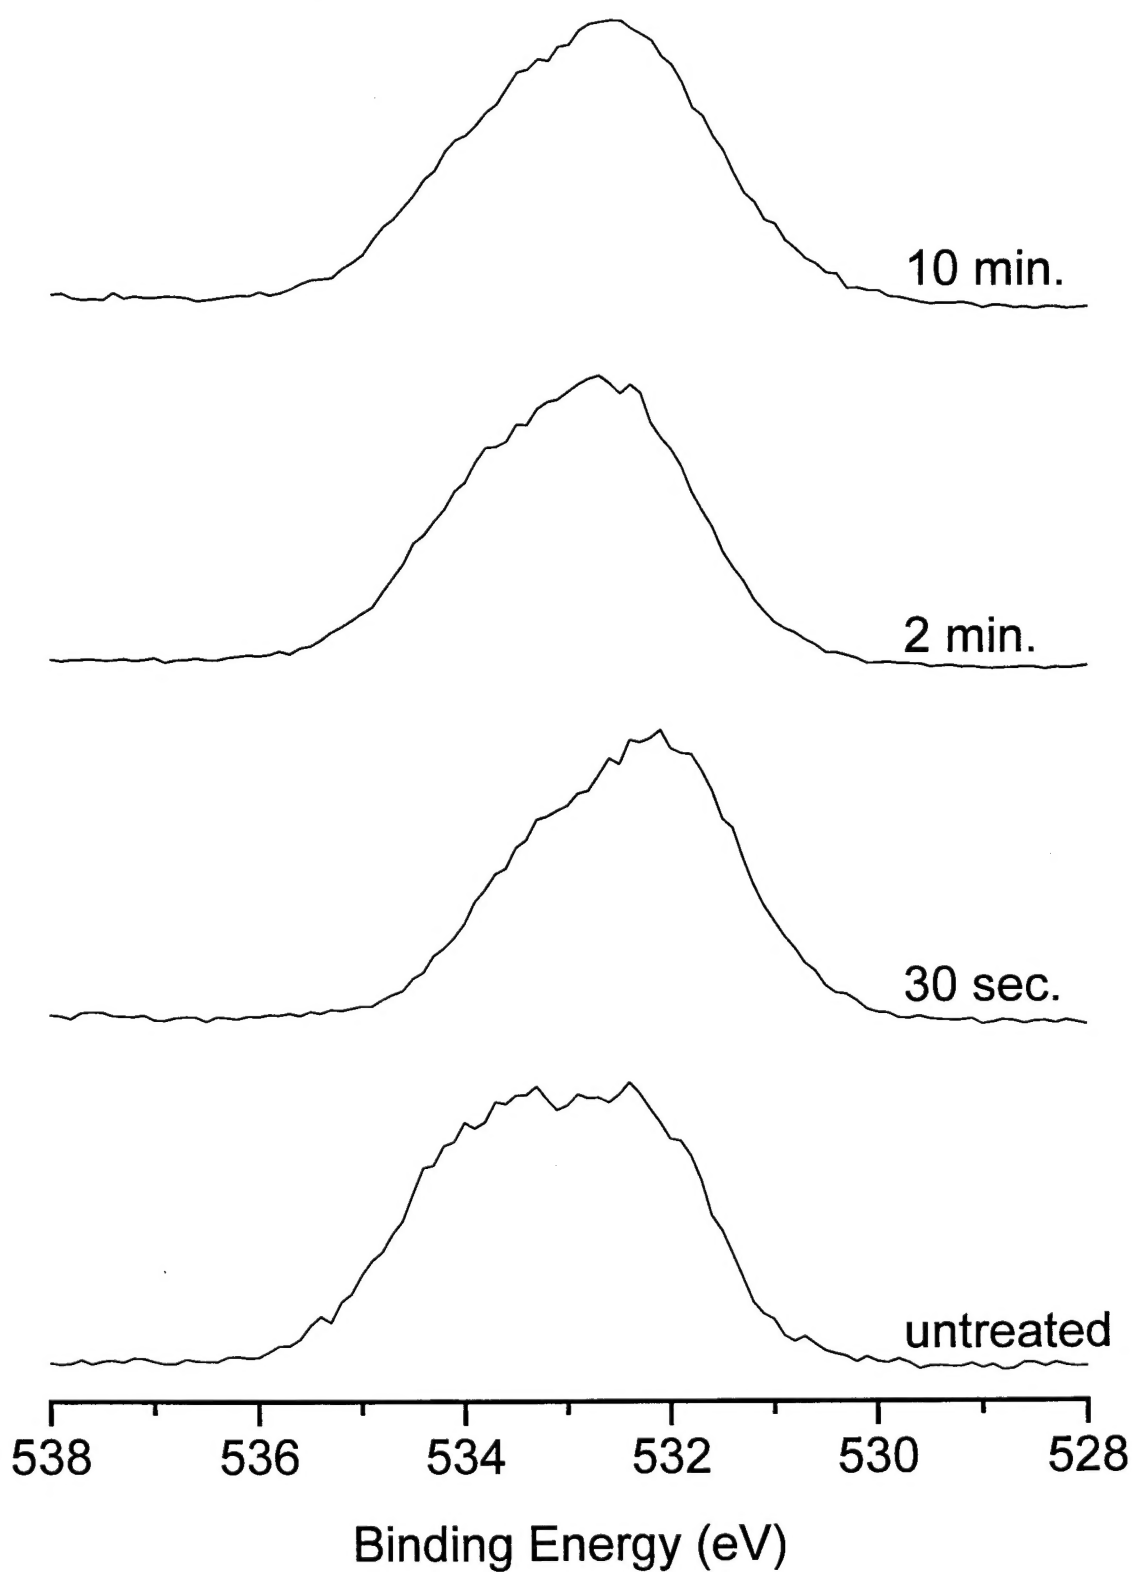 10 min.
2 min.
30 sec.
untreated
538 536 534 532 530 528
Binding Energy (eV)